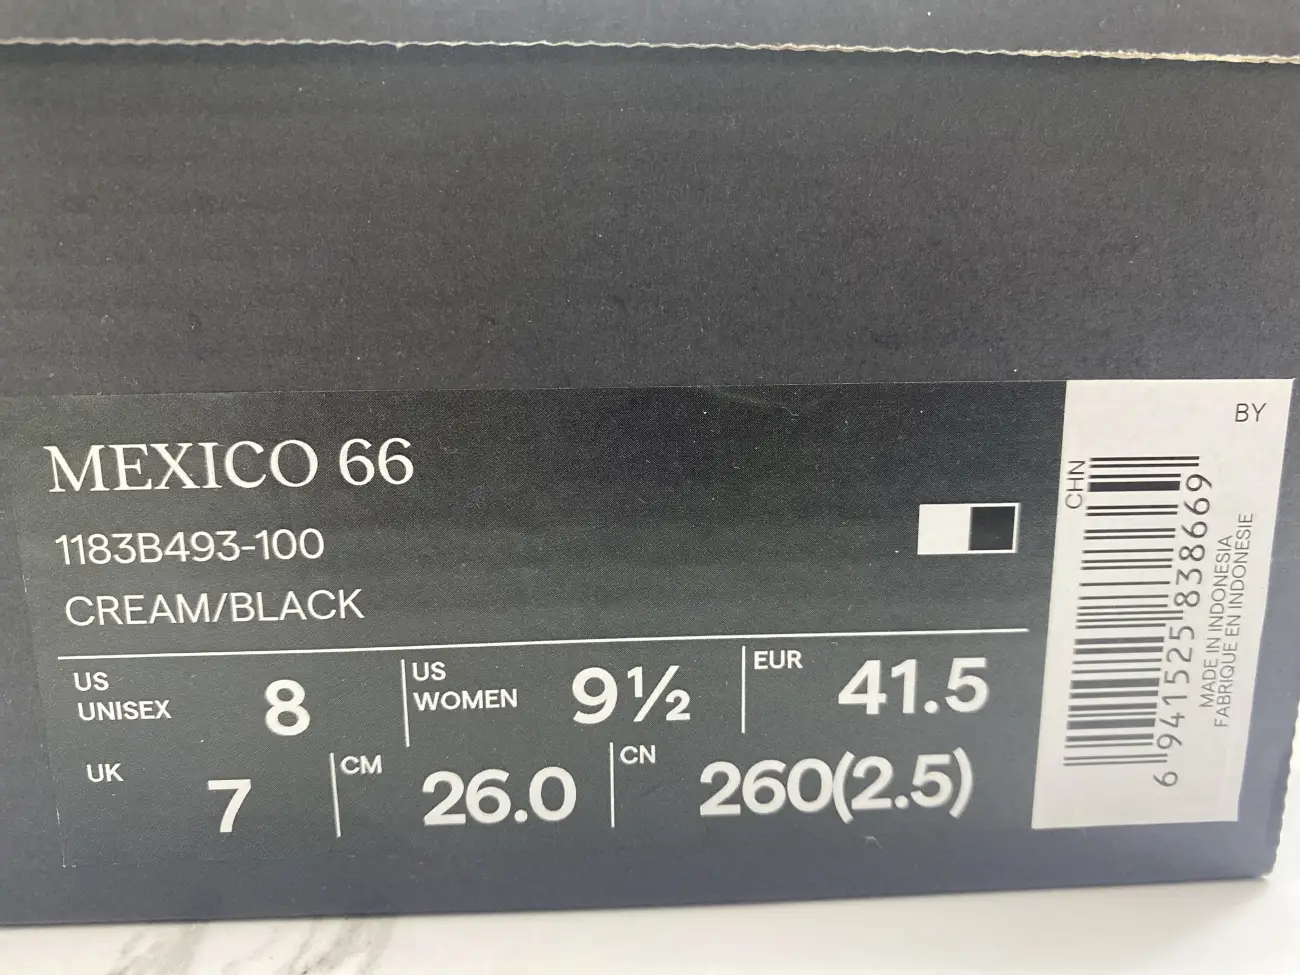 MEXICO 66
1183B493-100
CREAM/BLACK
US
UNISEX
8
US
WOMEN
9½
EUR
41.5
UK
7
CM
26.0
CN
260(2.5)
BY
CHN
6 941525 838669
MADE IN INDONESIA
FABRIQUE EN INDONESIE